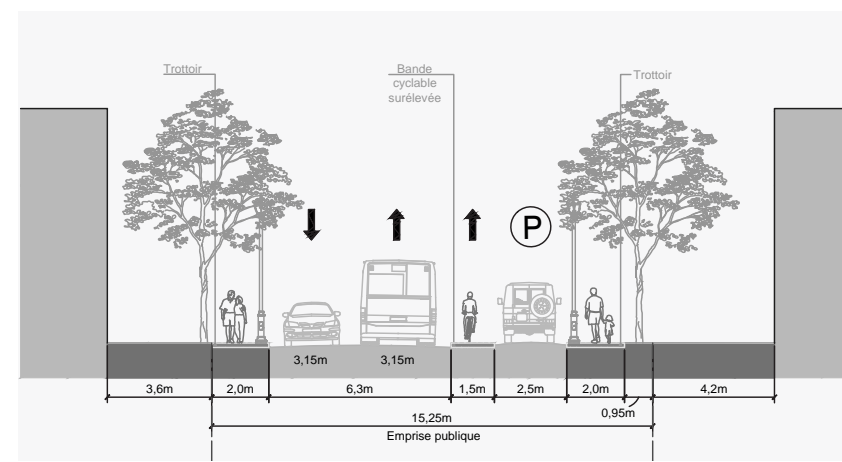 Trottoir
Bande
cyclable
surélevée
Trottoir
P
3,15m
3,15m
3,6m
2,0m
6,3m
1,5m
2,5m
2,0m
4,2m
0,95m
15,25m
Emprise publique